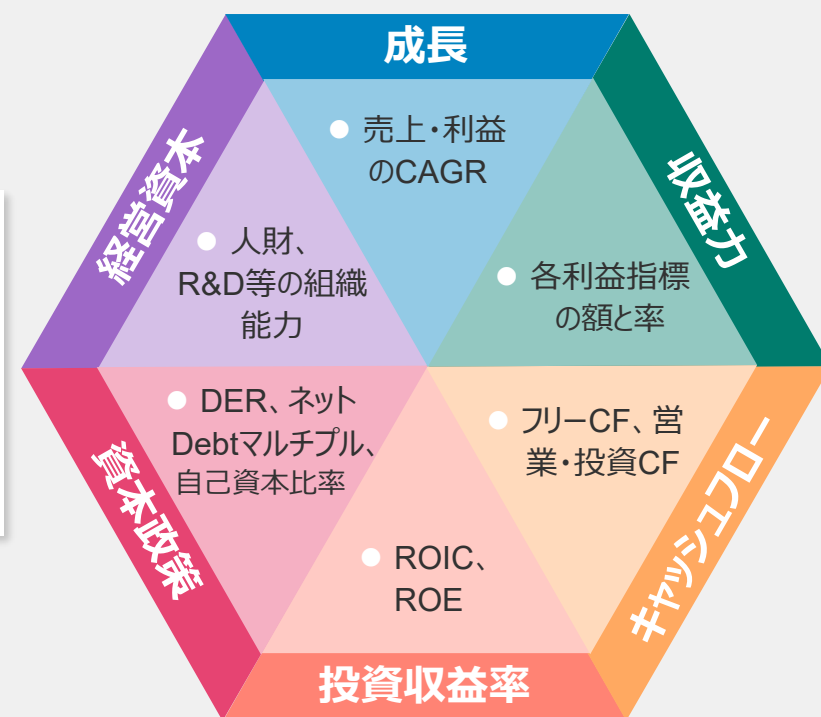 成長
● 売上・利益
のCAGR
収益力
● 各利益指標
の額と率
キャッシュフロー
● フリーCF、営
業・投資CF
投資収益率
● ROIC、
ROE
資本政策
● DER、ネット
Debtマルチプル、
自己資本比率
経営資本
● 人財、
R&D等の組織
能力